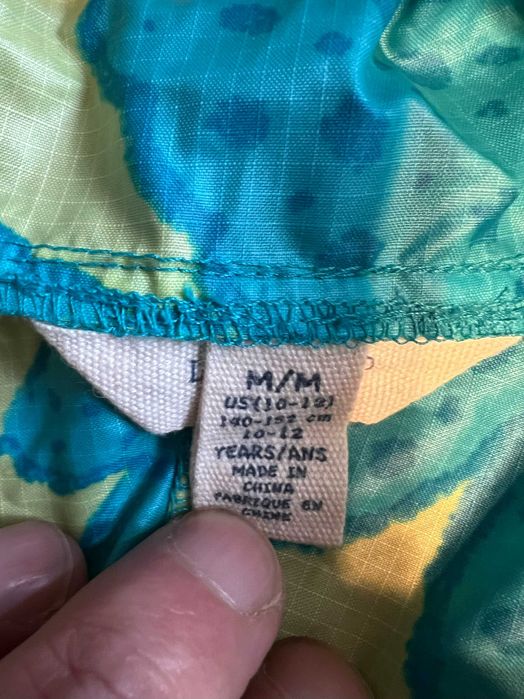 M/M
US(10-12)
140-152 cm
10-12
YEARS/ANS
MADE IN
CHINA
FABRIQUE EN
CHINE